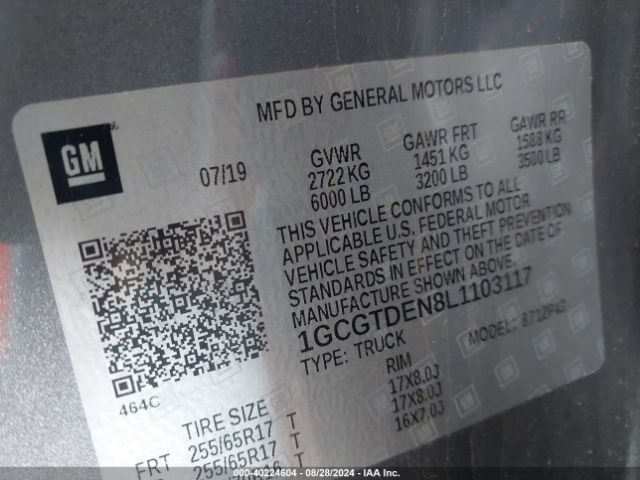 MFD BY GENERAL MOTORS LLC
GM
07/19
GVWR
2722 KG
6000 LB
GAWR FRT
1451 KG
3200 LB
GAWR RR
1588 KG
3500 LB
THIS VEHICLE CONFORMS TO ALL
APPLICABLE U.S. FEDERAL MOTOR
VEHICLE SAFETY AND THEFT PREVENTION
STANDARDS IN EFFECT ON THE DATE OF
MANUFACTURE SHOWN ABOVE.
1GCGTDEN8L1103117
TYPE: TRUCK
MODEL: 8712P43
464C
TIRE SIZE
RIM
FRT 255/65R17 T 17X8.0J
255/65R17 T 17X8.0J
16X7.0J
www.iaai.com - 40224604 - 08/28/2024 - IAA Inc.